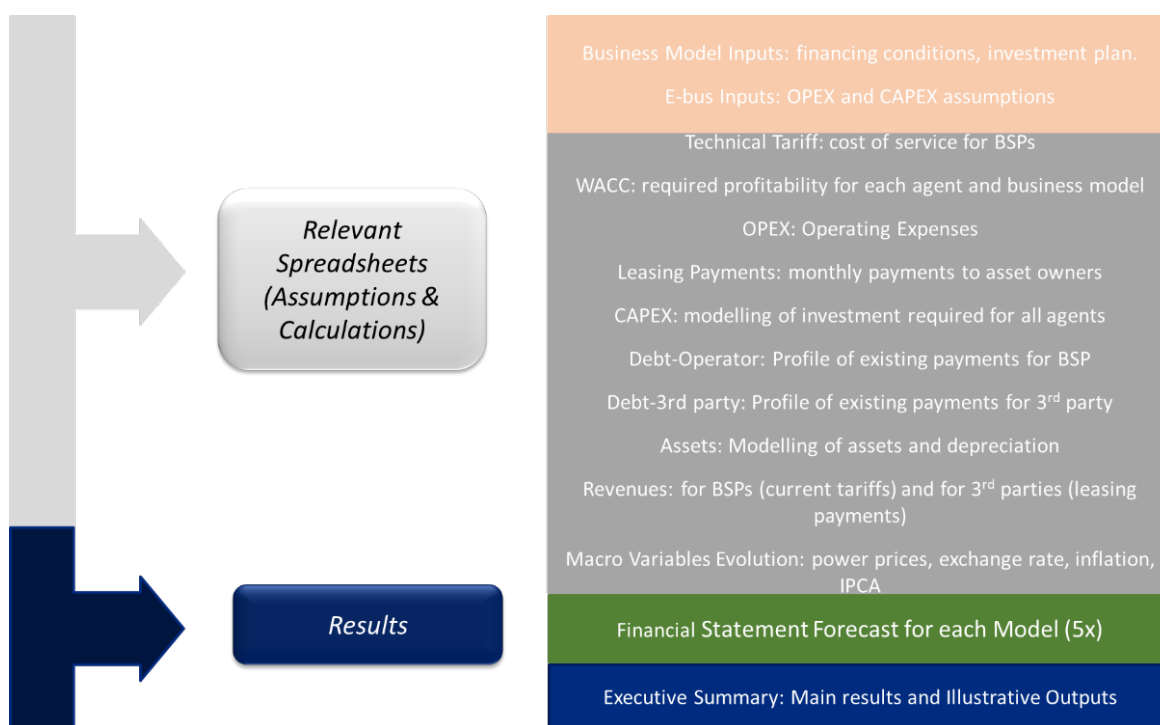 Business Model Inputs: financing conditions, investment plan.
E-bus Inputs: OPEX and CAPEX assumptions
Technical Tariff: cost of service for BSPs
WACC: required profitability for each agent and business model
OPEX: Operating Expenses
Leasing Payments: monthly payments to asset owners
CAPEX: modelling of investment required for all agents
Debt-Operator: Profile of existing payments for BSP
Debt-3rd party: Profile of existing payments for 3rd party
Assets: Modelling of assets and depreciation
Revenues: for BSPs (current tariffs) and for 3rd parties (leasing
payments)
Macro Variables Evolution: power prices, exchange rate, inflation,
IPCA
Relevant
Spreadsheets
(Assumptions &
Calculations)
Results
Financial Statement Forecast for each Model (5x)
Executive Summary: Main results and Illustrative Outputs